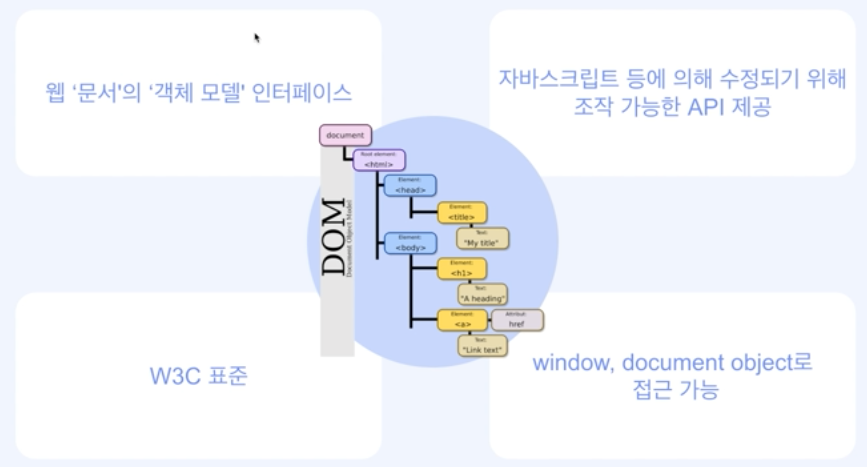 웹 ‘문서'의 ‘객체 모델' 인터페이스
자바스크립트 등에 의해 수정되기 위해
조작 가능한 API 제공
document
Root element:
<html>
Element:
<head>
Element:
<title>
Text:
"My title"
Element:
<body>
Element:
<h1>
Text:
"A heading"
Element:
<a>
Attribut:
href
Text:
"Link text"
DOM
Document Object Model
W3C 표준
window, document object로
접근 가능